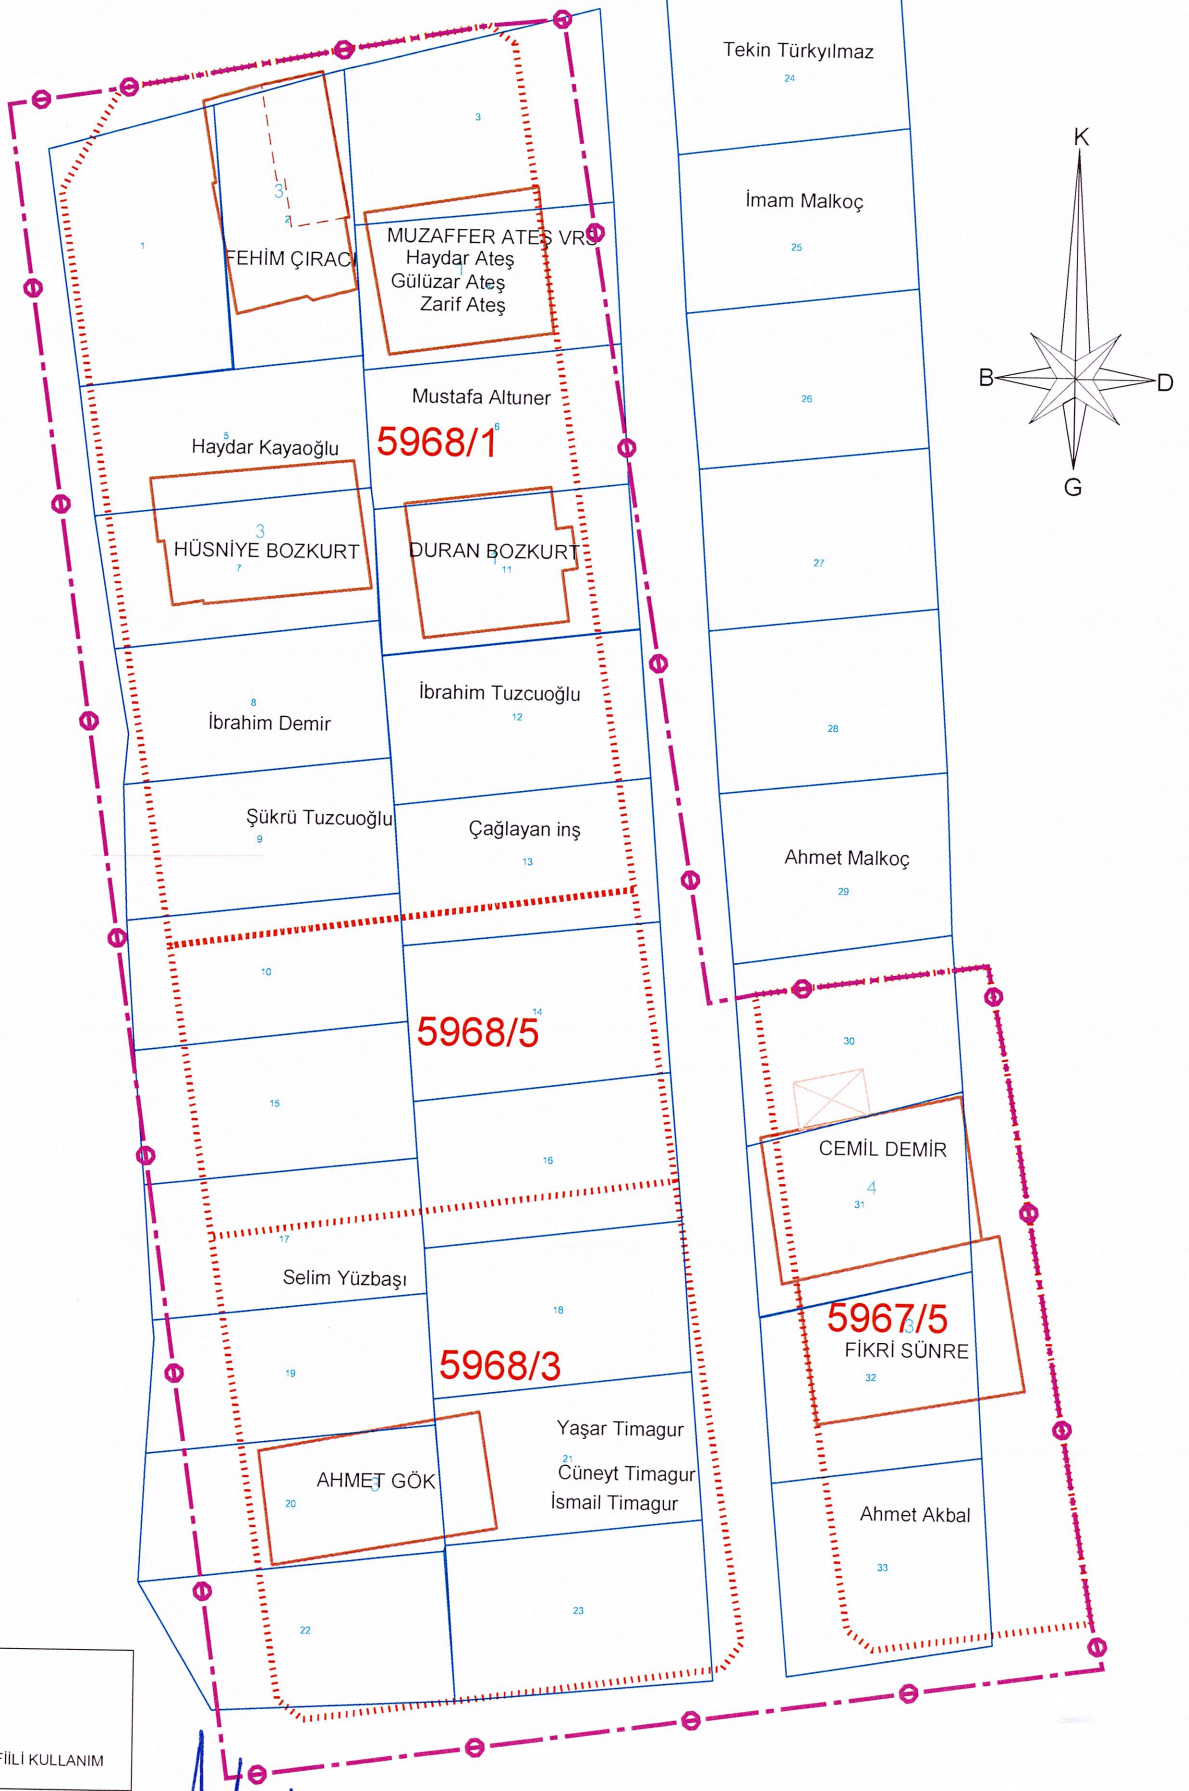 Tekin Türkyılmaz
24
3
K
3
2
1
İmam Malkoç
25
MUZAFFER ATEŞ VRS
FEHİM ÇIRACI
Haydar Ateş
1
Gülüzar Ateş
Zarif Ateş
B
D
G
Mustafa Altuner
26
5
6
Haydar Kayaoğlu
5968/1
3
HÜSNİYE BOZKURT
7
DURAN BOZKURT
1
11
27
8
İbrahim Demir
İbrahim Tuzcuoğlu
12
28
Şükrü Tuzcuoğlu
9
Çağlayan inş
13
Ahmet Malkoç
29
10
14
5968/5
30
15
16
CEMİL DEMİR
4
31
17
Selim Yüzbaşı
18
5967/5
3
FİKRİ SÜNRE
32
19
5968/3
Yaşar Timagur
21
Cüneyt Timagur
İsmail Timagur
AHMET GÖK
3
20
Ahmet Akbal
33
22
23
FİİLİ KULLANIM